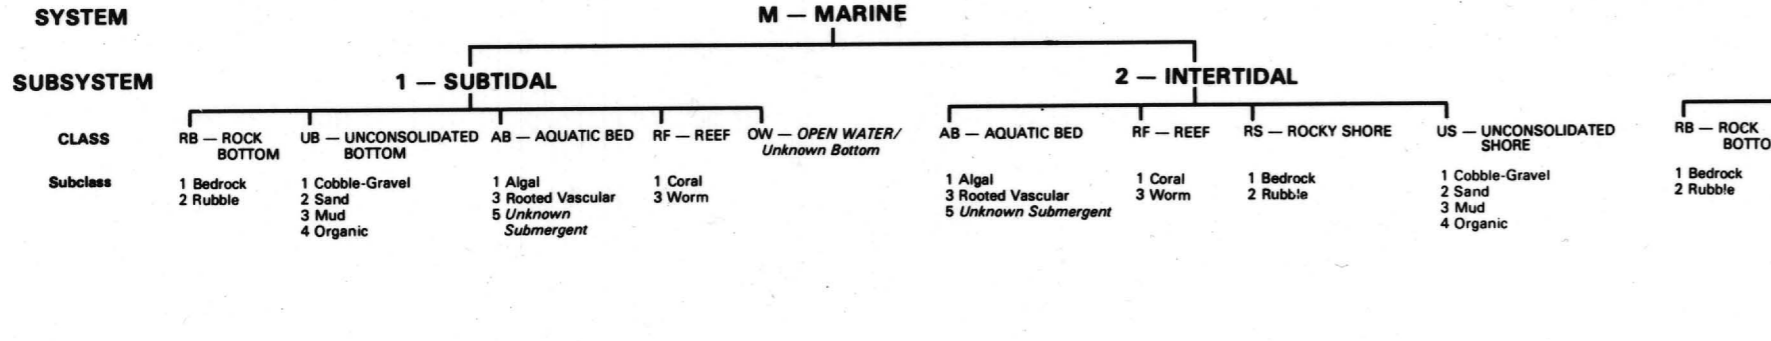 SYSTEM
M — MARINE
SUBSYSTEM
1 — SUBTIDAL
2 — INTERTIDAL
CLASS
RB — ROCK
BOTTOM
UB — UNCONSOLIDATED
BOTTOM
AB — AQUATIC BED
RF — REEF
OW — OPEN WATER/
Unknown Bottom
AB — AQUATIC BED
RF — REEF
RS — ROCKY SHORE
US — UNCONSOLIDATED
SHORE
RB — ROCK
BOTTO
Subclass
1 Bedrock
2 Rubble
1 Cobble-Gravel
2 Sand
3 Mud
4 Organic
1 Algal
3 Rooted Vascular
5 Unknown
Submergent
1 Coral
3 Worm
1 Algal
3 Rooted Vascular
5 Unknown Submergent
1 Coral
3 Worm
1 Bedrock
2 Rubble
1 Cobble-Gravel
2 Sand
3 Mud
4 Organic
1 Bedrock
2 Rubble